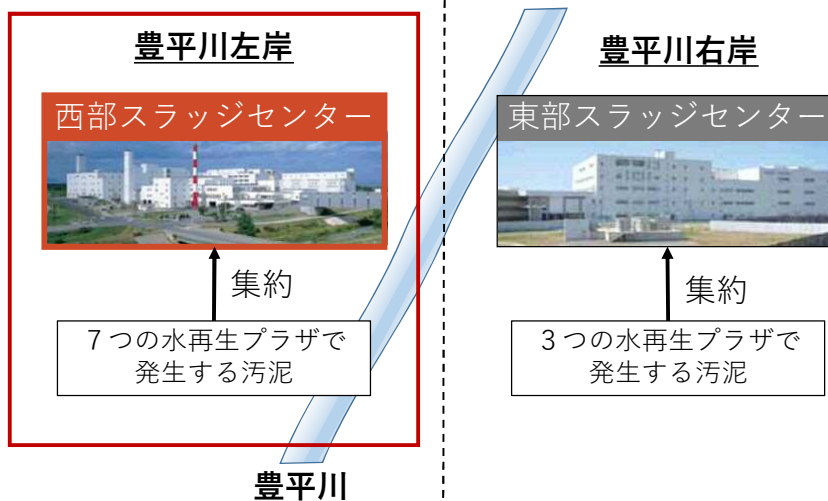 豊平川左岸
西部スラッジセンター
集約
７つの水再生プラザで
発生する汚泥
豊平川
豊平川右岸
東部スラッジセンター
集約
３つの水再生プラザで
発生する汚泥